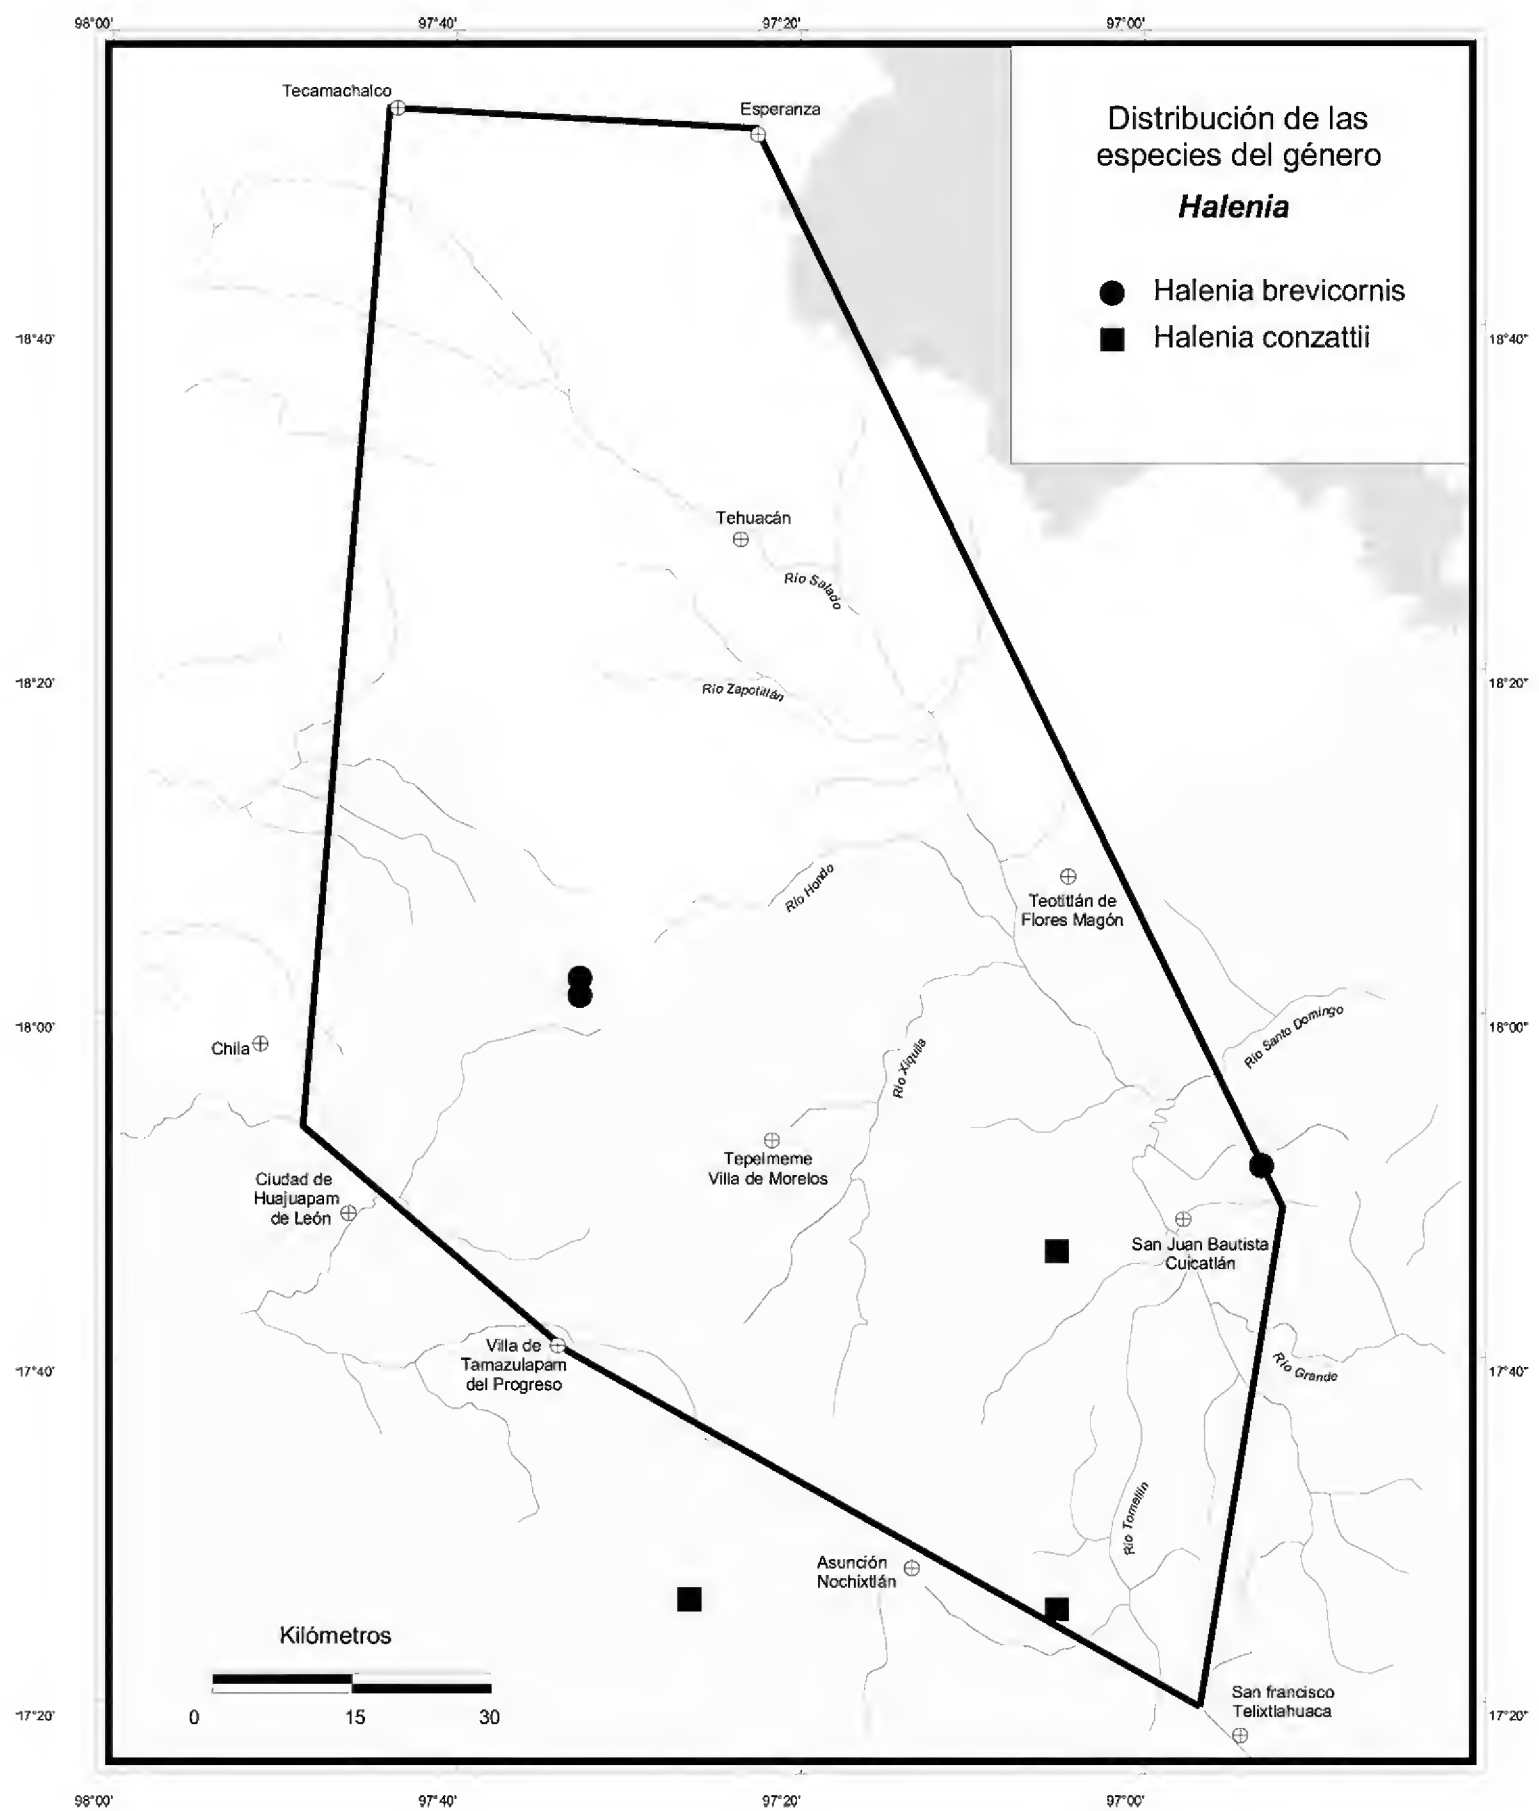 98°00' 97°40' 97°20' 97°00'
Tecamachalco
Esperanza
Distribución de las
especies del género
Halenia
Halenia brevicornis
Halenia conzattii
18°40' 18°40'
Tehuacán
Río Salado
18°20' 18°20'
Río Zapotitlán
Río Hondo
Teotitlán de
Flores Magón
18°00' 18°00'
Chila
Río Santo Domingo
Río Xiquila
Tepelmeme
Villa de Morelos
Ciudad de
Huajuapam
de León
San Juan Bautista
Cuicatlán
Villa de
Tamazulapam
del Progreso
Río Grande
17°40' 17°40'
Río Tomellín
Asunción
Nochixtlán
Kilómetros
0 15 30
San francisco
Telixtlahuaca
17°20' 17°20'
98°00' 97°40' 97°20' 97°00'